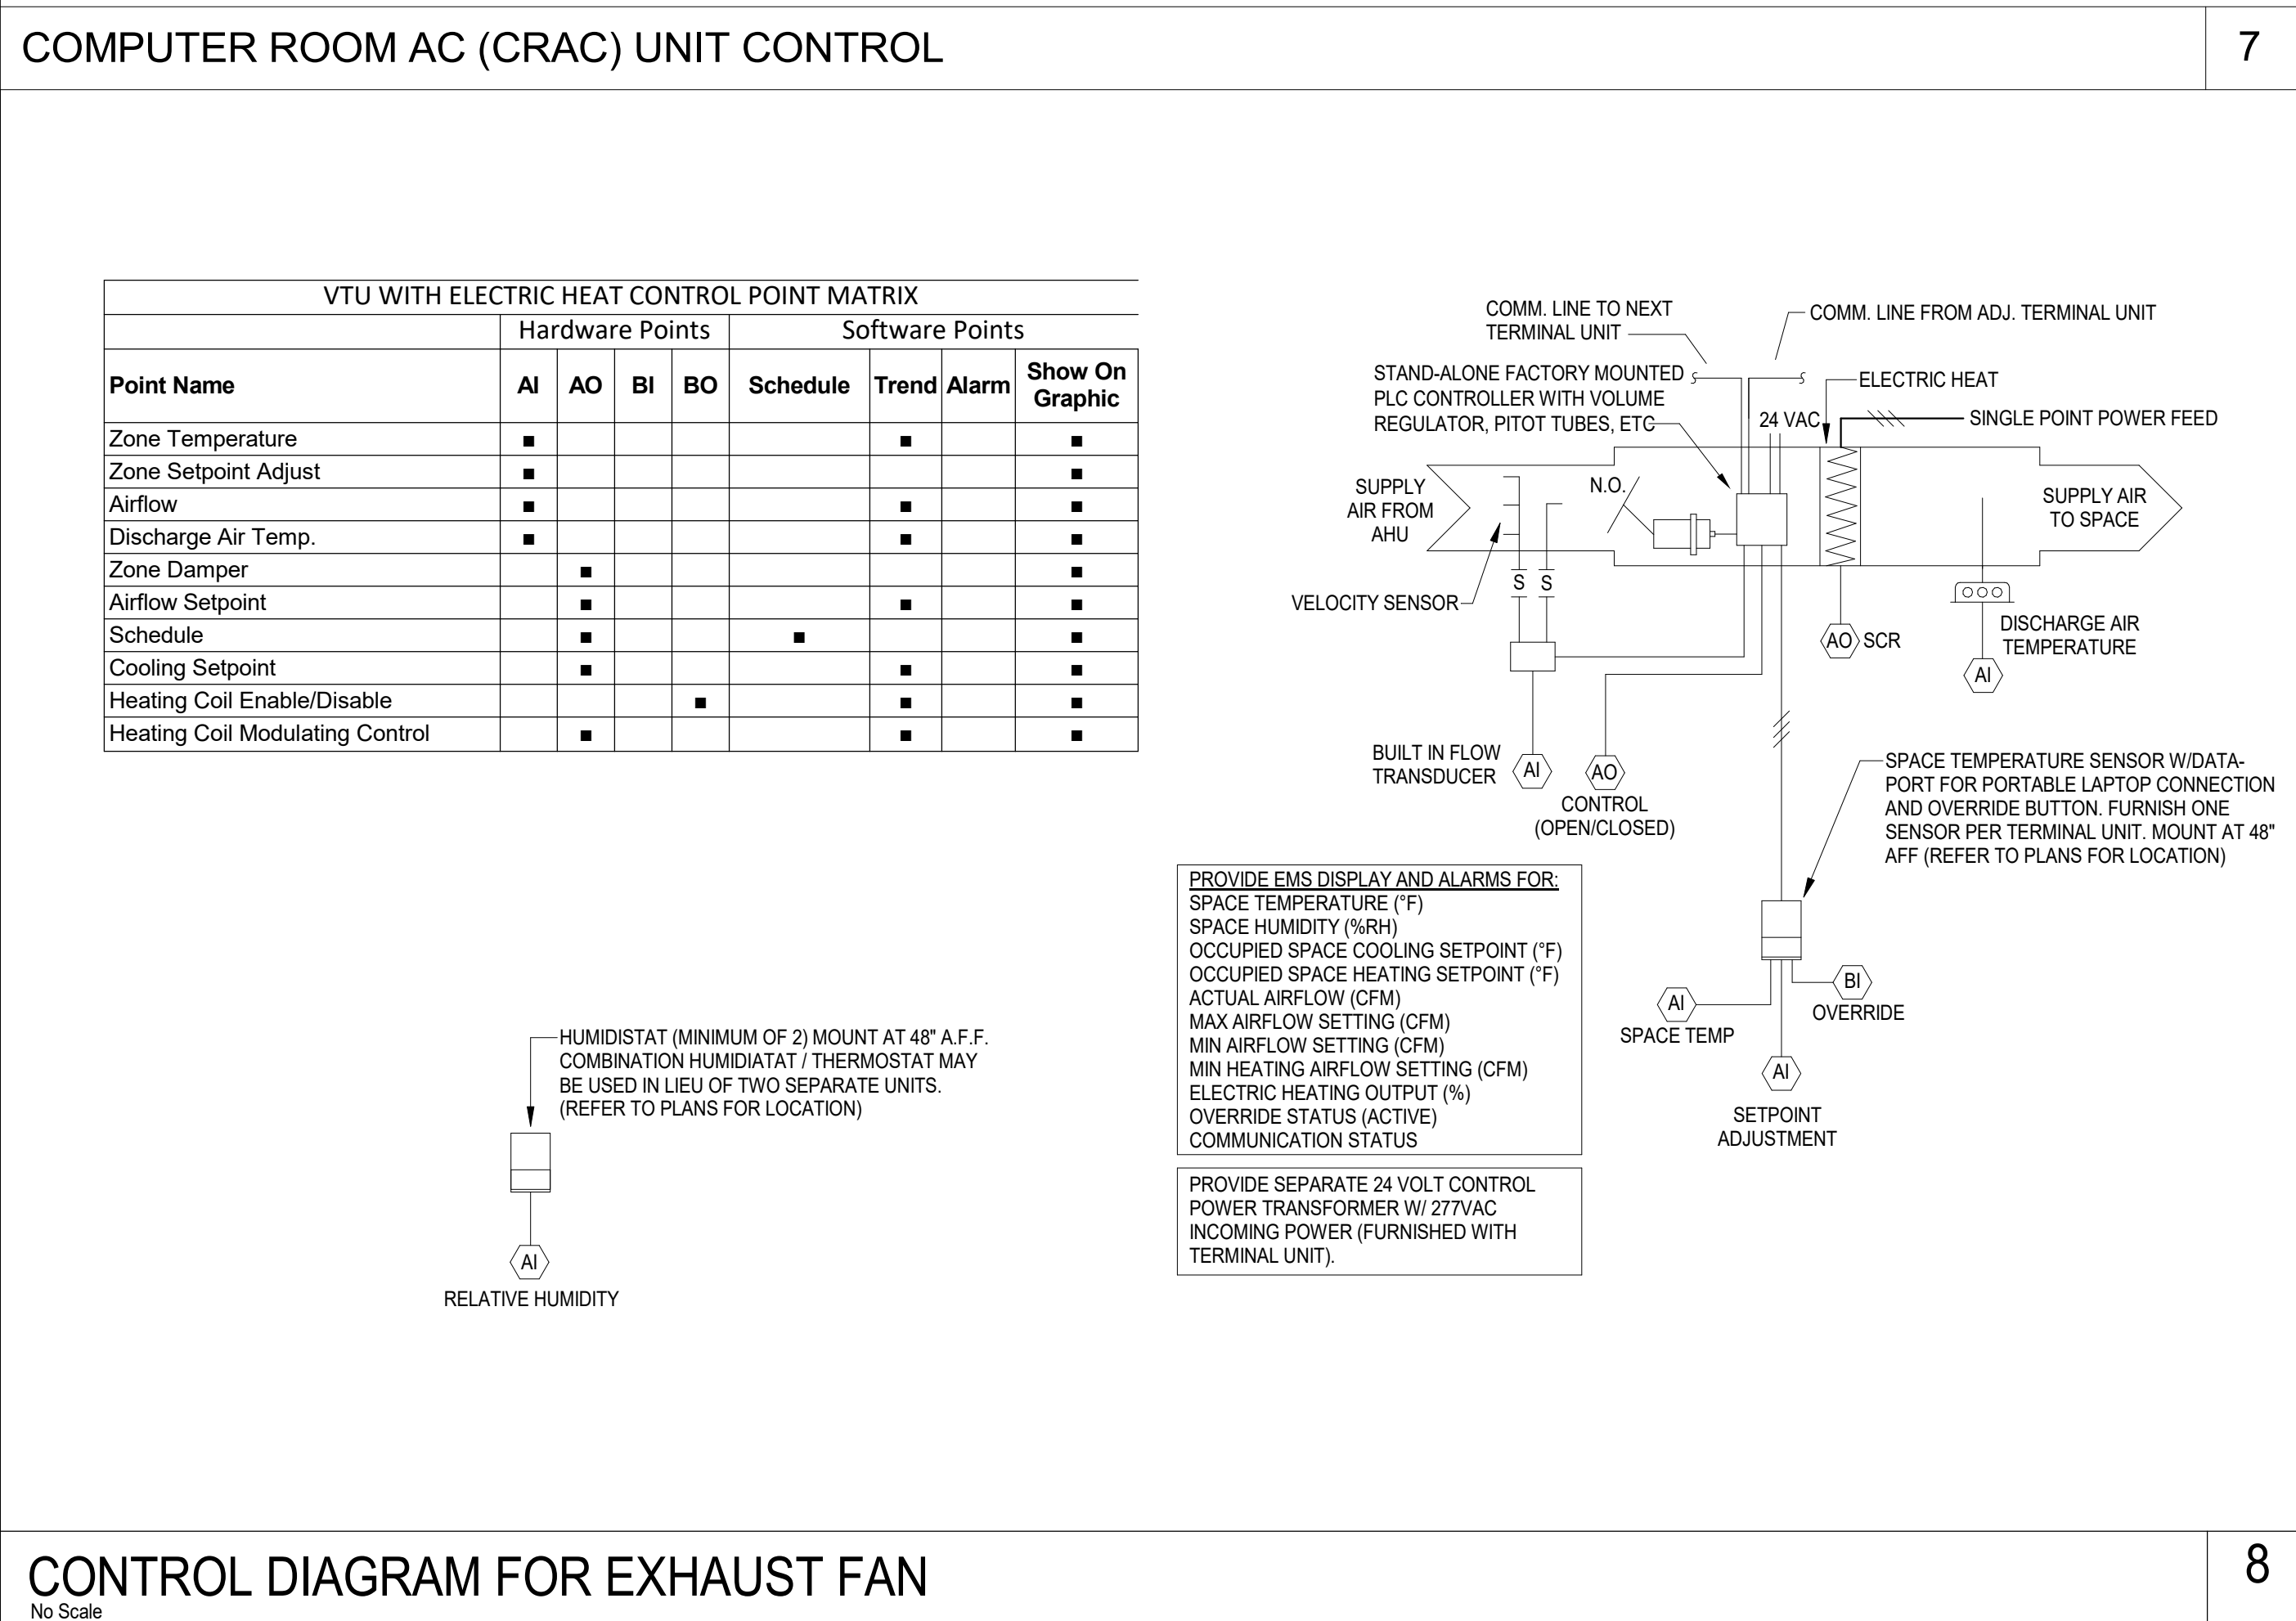 COMPUTER ROOM AC (CRAC) UNIT CONTROL
7
VTU WITH ELECTRIC HEAT CONTROL POINT MATRIX
Hardware Points Software Points
Point Name AI AO BI BO Schedule Trend Alarm Show On Graphic
Zone Temperature ■ ■ ■
Zone Setpoint Adjust ■ ■
Airflow ■ ■ ■
Discharge Air Temp. ■ ■ ■
Zone Damper ■ ■
Airflow Setpoint ■ ■ ■
Schedule ■ ■ ■
Cooling Setpoint ■ ■ ■
Heating Coil Enable/Disable ■ ■ ■
Heating Coil Modulating Control ■ ■ ■
COMM. LINE TO NEXT
TERMINAL UNIT
COMM. LINE FROM ADJ. TERMINAL UNIT
STAND-ALONE FACTORY MOUNTED
PLC CONTROLLER WITH VOLUME
REGULATOR, PITOT TUBES, ETC
24 VAC
ELECTRIC HEAT
SINGLE POINT POWER FEED
SUPPLY
AIR FROM
AHU
N.O.
SUPPLY AIR
TO SPACE
VELOCITY SENSOR
S S
AO SCR
DISCHARGE AIR
TEMPERATURE
AI
BUILT IN FLOW
TRANSDUCER
AI
AO
CONTROL
(OPEN/CLOSED)
SPACE TEMPERATURE SENSOR W/DATA-
PORT FOR PORTABLE LAPTOP CONNECTION
AND OVERRIDE BUTTON. FURNISH ONE
SENSOR PER TERMINAL UNIT. MOUNT AT 48"
AFF (REFER TO PLANS FOR LOCATION)
PROVIDE EMS DISPLAY AND ALARMS FOR:
SPACE TEMPERATURE (°F)
SPACE HUMIDITY (%RH)
OCCUPIED SPACE COOLING SETPOINT (°F)
OCCUPIED SPACE HEATING SETPOINT (°F)
ACTUAL AIRFLOW (CFM)
MAX AIRFLOW SETTING (CFM)
MIN AIRFLOW SETTING (CFM)
MIN HEATING AIRFLOW SETTING (CFM)
ELECTRIC HEATING OUTPUT (%)
OVERRIDE STATUS (ACTIVE)
COMMUNICATION STATUS
AI
SPACE TEMP
BI
OVERRIDE
AI
SETPOINT
ADJUSTMENT
PROVIDE SEPARATE 24 VOLT CONTROL
POWER TRANSFORMER W/ 277VAC
INCOMING POWER (FURNISHED WITH
TERMINAL UNIT).
HUMIDISTAT (MINIMUM OF 2) MOUNT AT 48" A.F.F.
COMBINATION HUMIDIATAT / THERMOSTAT MAY
BE USED IN LIEU OF TWO SEPARATE UNITS.
(REFER TO PLANS FOR LOCATION)
AI
RELATIVE HUMIDITY
CONTROL DIAGRAM FOR EXHAUST FAN
No Scale
8